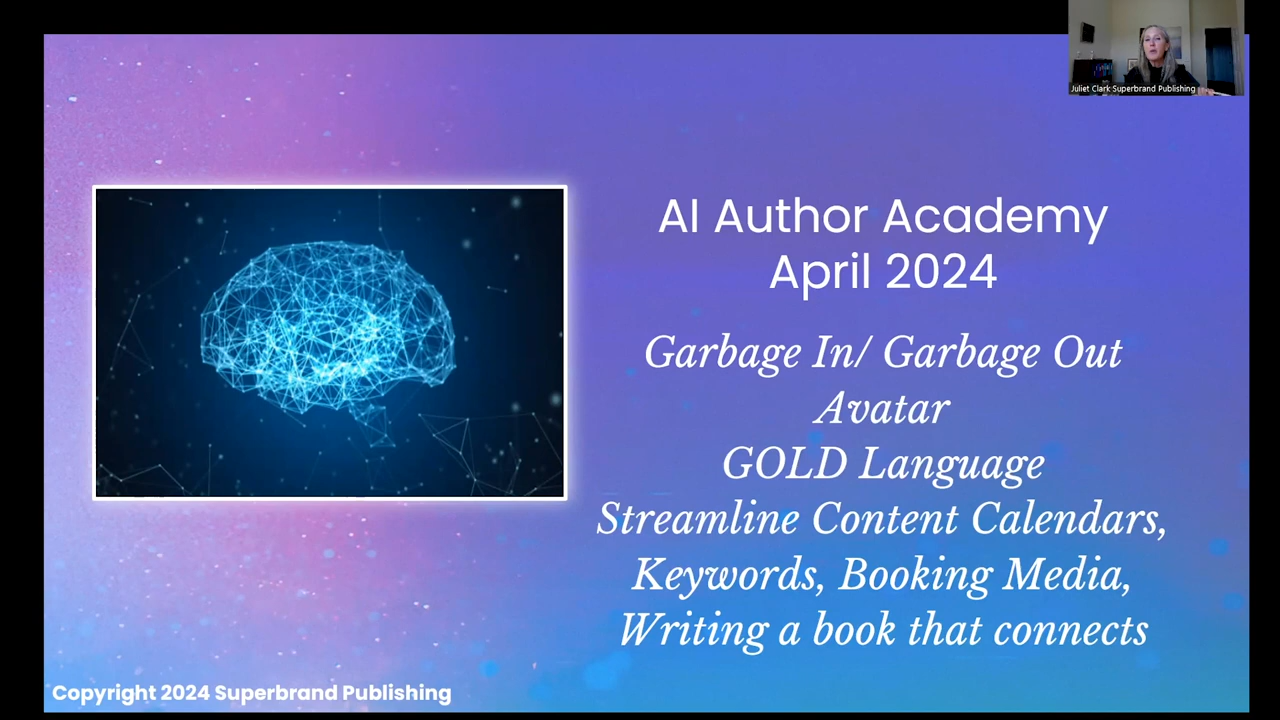 Juliet Clark Superbrand Publishing
AI Author Academy
April 2024
Garbage In/ Garbage Out
Avatar
GOLD Language
Streamline Content Calendars,
Keywords, Booking Media,
Writing a book that connects
Copyright 2024 Superbrand Publishing